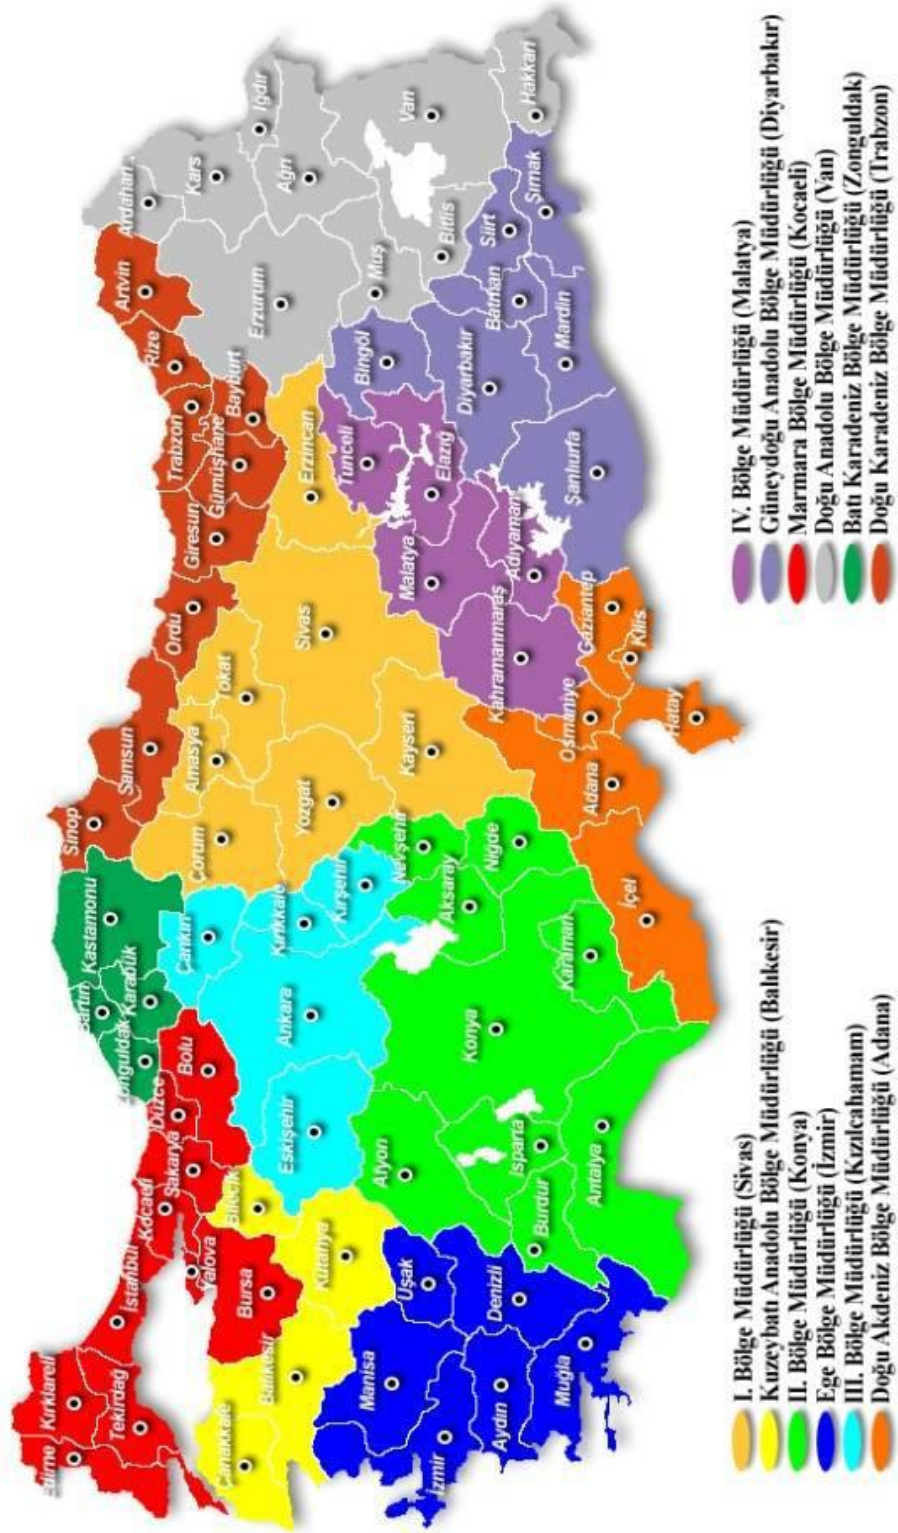 Edirne
Kırklareli
Tekirdağ
İstanbul
Kocaeli
Yalova
Sakarya
Düzce
Bolu
Bursa
Bilecik
Çanakkale
Balıkesir
Kütahya
Zonguldak
Bartın
Karabük
Kastamonu
Sinop
Samsun
Ordu
Giresun
Trabzon
Gümüşhane
Bayburt
Rize
Artvin
Ardahan
Kars
Iğdır
Ağrı
Erzurum
Muş
Bitlis
Van
Hakkari
Çankırı
Kırıkkale
Kırşehir
Ankara
Eskişehir
Çorum
Amasya
Tokat
Yozgat
Sivas
Kayseri
Erzincan
Tunceli
Elazığ
Malatya
Adıyaman
Kahramanmaraş
Bingöl
Diyarbakır
Batman
Siirt
Şırnak
Mardin
Şanlıurfa
Manisa
Uşak
İzmir
Aydın
Denizli
Muğla
Afyon
Isparta
Burdur
Antalya
Konya
Aksaray
Nevşehir
Niğde
Karaman
İçel
Adana
Osmaniye
Gaziantep
Kilis
Hatay
I. Bölge Müdürlüğü (Sivas)
Kuzeybatı Anadolu Bölge Müdürlüğü (Balıkesir)
II. Bölge Müdürlüğü (Konya)
Ege Bölge Müdürlüğü (İzmir)
III. Bölge Müdürlüğü (Kızılcahamam)
Doğu Akdeniz Bölge Müdürlüğü (Adana)
IV. Bölge Müdürlüğü (Malatya)
Güneydoğu Anadolu Bölge Müdürlüğü (Diyarbakır)
Marmara Bölge Müdürlüğü (Kocaeli)
Doğu Anadolu Bölge Müdürlüğü (Van)
Batı Karadeniz Bölge Müdürlüğü (Zonguldak)
Doğu Karadeniz Bölge Müdürlüğü (Trabzon)